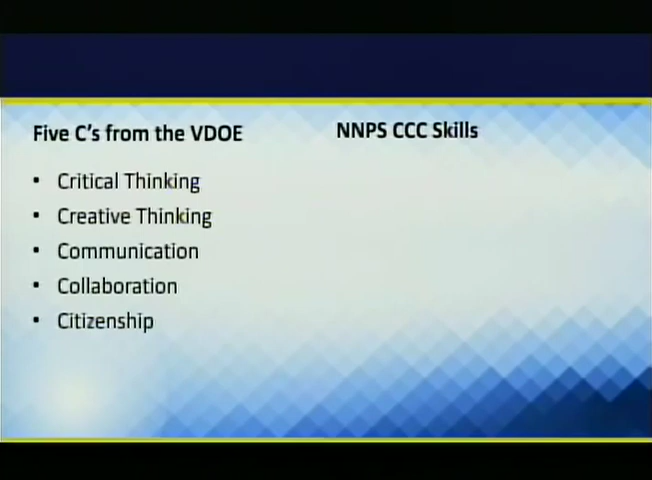 Five C's from the VDOE
• Critical Thinking
• Creative Thinking
• Communication
• Collaboration
• Citizenship
NNPS CCC Skills